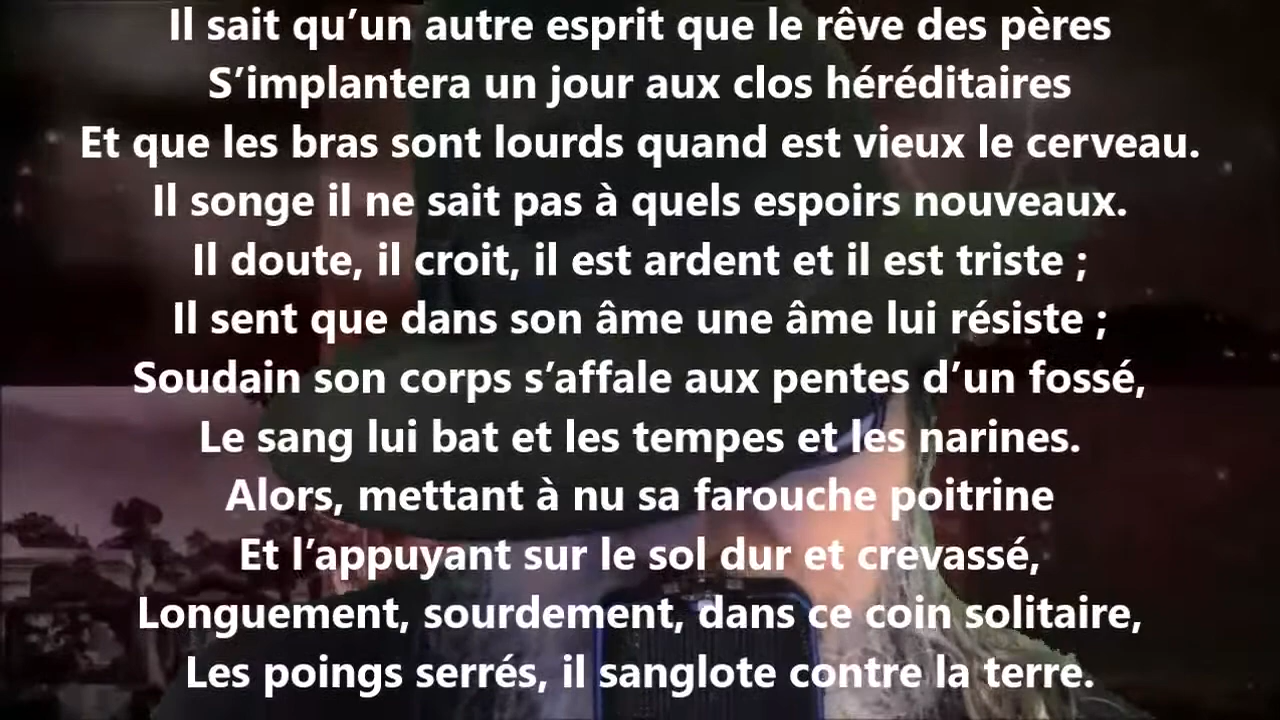 Il sait qu’un autre esprit que le rêve des pères
S’implantera un jour aux clos héréditaires
Et que les bras sont lourds quand est vieux le cerveau.
Il songe il ne sait pas à quels espoirs nouveaux.
Il doute, il croit, il est ardent et il est triste ;
Il sent que dans son âme une âme lui résiste ;
Soudain son corps s’affale aux pentes d’un fossé,
Le sang lui bat et les tempes et les narines.
Alors, mettant à nu sa farouche poitrine
Et l’appuyant sur le sol dur et crevassé,
Longuement, sourdement, dans ce coin solitaire,
Les poings serrés, il sanglote contre la terre.